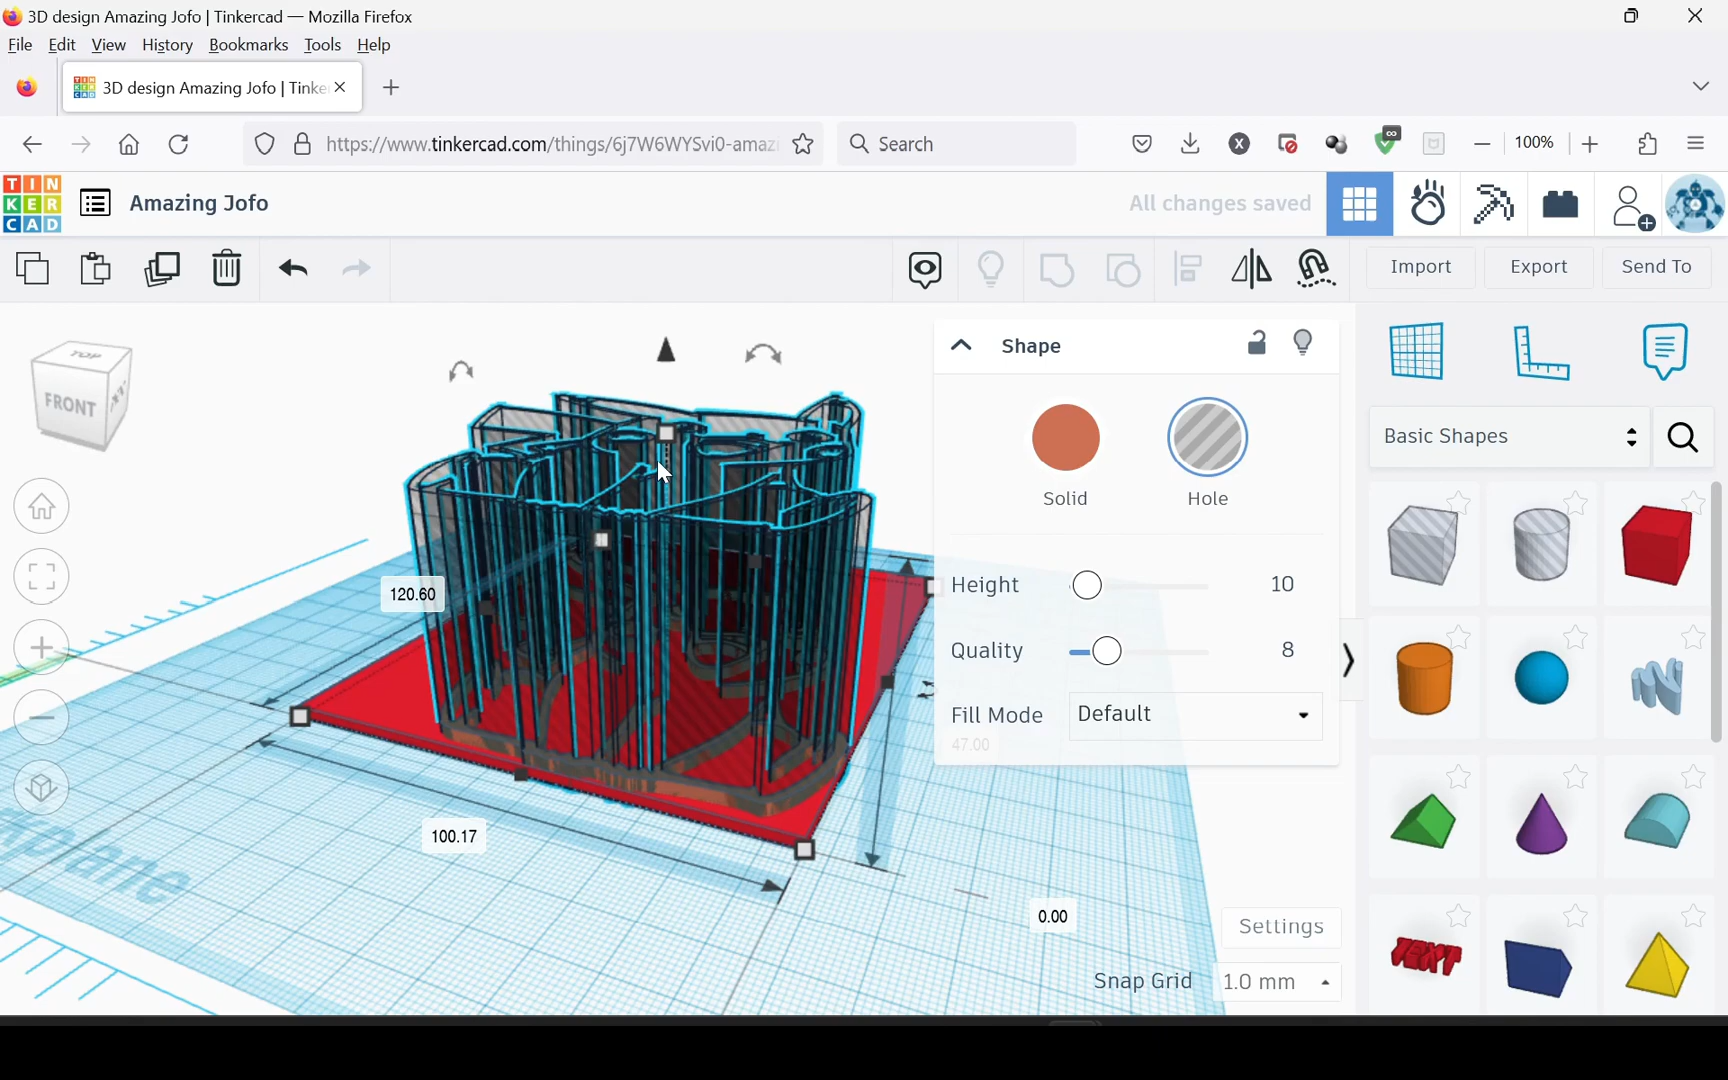 3D design Amazing Jofo | Tinkercad — Mozilla Firefox
File Edit View History Bookmarks Tools Help
3D design Amazing Jofo | Tinke
https://www.tinkercad.com/things/6j7W6WYSvi0-amaz
Search
100%
TIN
KER
CAD
Amazing Jofo
All changes saved
Import
Export
Send To
TOP
FRONT
Shape
Solid
Hole
Height
10
Quality
8
Fill Mode
Default
47.00
120.60
100.17
0.00
Settings
Snap Grid
1.0 mm
Basic Shapes
TEXT